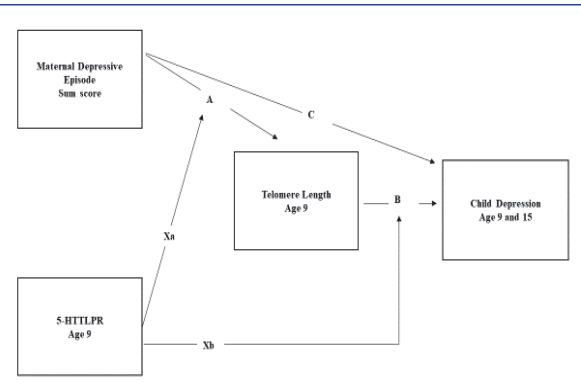 Maternal Depressive
Episode
Sum score
A
C
Telomere Length
Age 9
B
Child Depression
Age 9 and 15
Xa
5-HTTLPR
Age 9
Xb